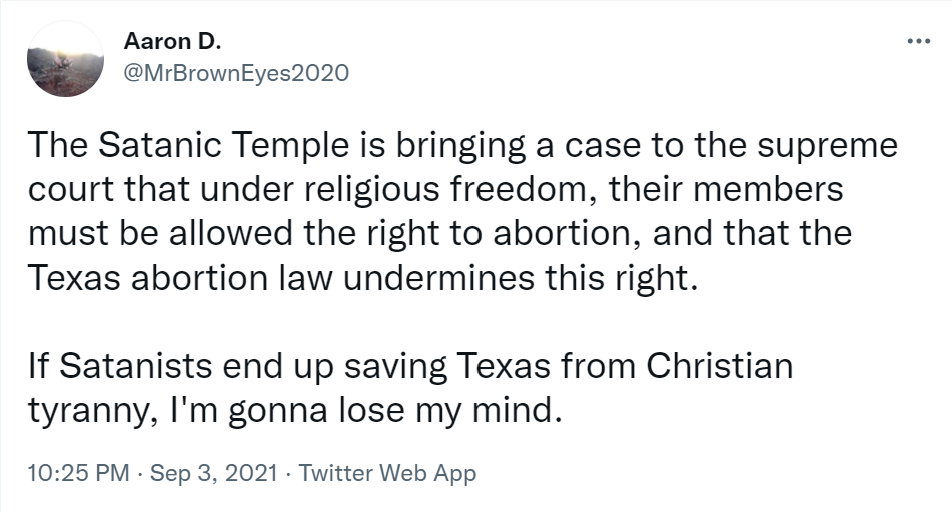 Aaron D.
@MrBrownEyes2020
The Satanic Temple is bringing a case to the supreme
court that under religious freedom, their members
must be allowed the right to abortion, and that the
Texas abortion law undermines this right.
If Satanists end up saving Texas from Christian
tyranny, I'm gonna lose my mind.
10:25 PM · Sep 3, 2021 · Twitter Web App